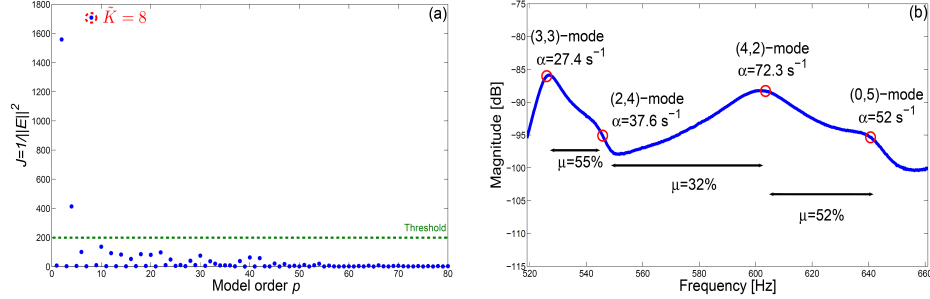 (a)
K̃ = 8
1800
1600
1400
1200
1000
800
600
400
200
0
J=1/||E||²
Threshold
0 10 20 30 40 50 60 70 80
Model order p
(b)
(3,3)−mode
α=27.4 s⁻¹
(4,2)−mode
α=72.3 s⁻¹
(2,4)−mode
α=37.6 s⁻¹
(0,5)−mode
α=52 s⁻¹
μ=55%
μ=32%
μ=52%
−80
−85
−90
−95
−100
−105
−110
−115
Magnitude [dB]
520 540 560 580 600 620 640 660
Frequency [Hz]